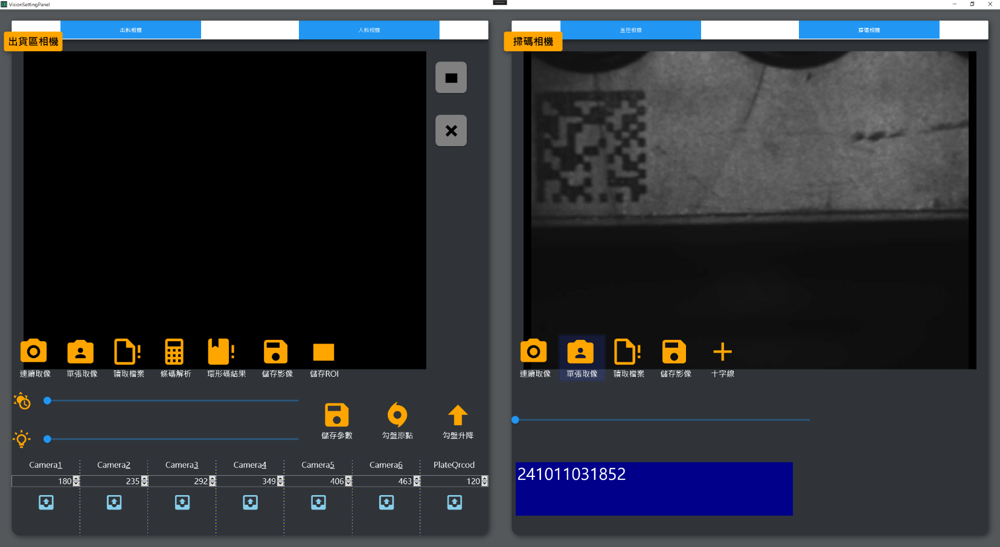 VisionSettingPanel
出料相機
入料相機
出貨區相機
連續取像
單張取像
讀取檔案
條碼解析
環形碼結果
儲存影像
儲存ROI
儲存參數
勾盤原點
勾盤升降
Camera1
Camera2
Camera3
Camera4
Camera5
Camera6
PlateQrcod
180
235
292
349
406
463
120
直徑相機
掃碼相機
掃碼相機
連續取像
單張取像
讀取檔案
儲存影像
十字線
241011031852